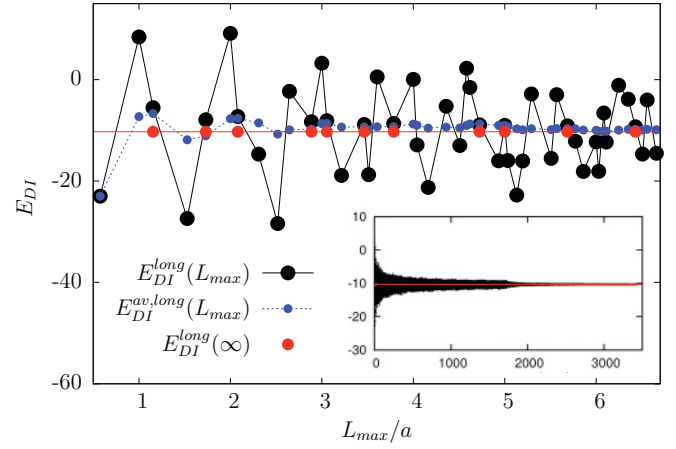 0
-20
-40
-60
E_{DI}
1 2 3 4 5 6
L_{max}/a
E_{DI}^{long}(L_{max})
E_{DI}^{av,long}(L_{max})
E_{DI}^{long}(∞)
10
0
-10
-20
-30
0 1000 2000 3000